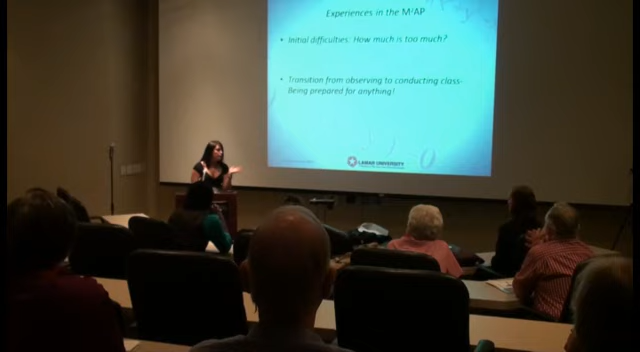 Experiences in the M²AP
• Initial difficulties: How much is too much?
• Transition from observing to conducting class-
Being prepared for anything!
LAMAR UNIVERSITY